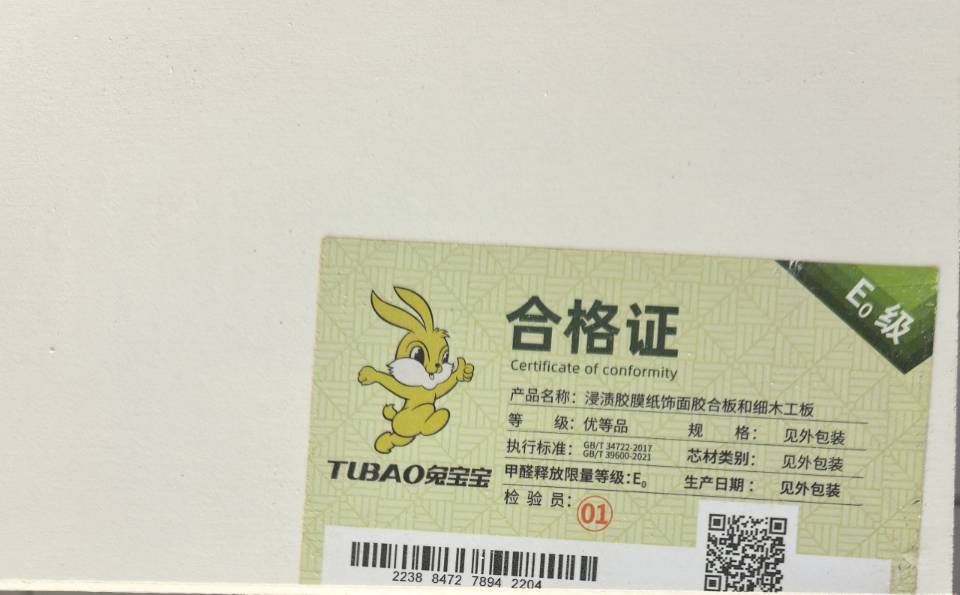 E₀ 级
合格证
Certificate of conformity
产品名称：浸渍胶膜纸饰面胶合板和细木工板
等 级：优等品 规 格：见外包装
执行标准：GB/T 34722-2017 GB/T 39600-2021 芯材类别：见外包装
甲醛释放限量等级：E₀ 生产日期：见外包装
检 验 员：01
TUBAO兔宝宝
2238 8472 7894 2204